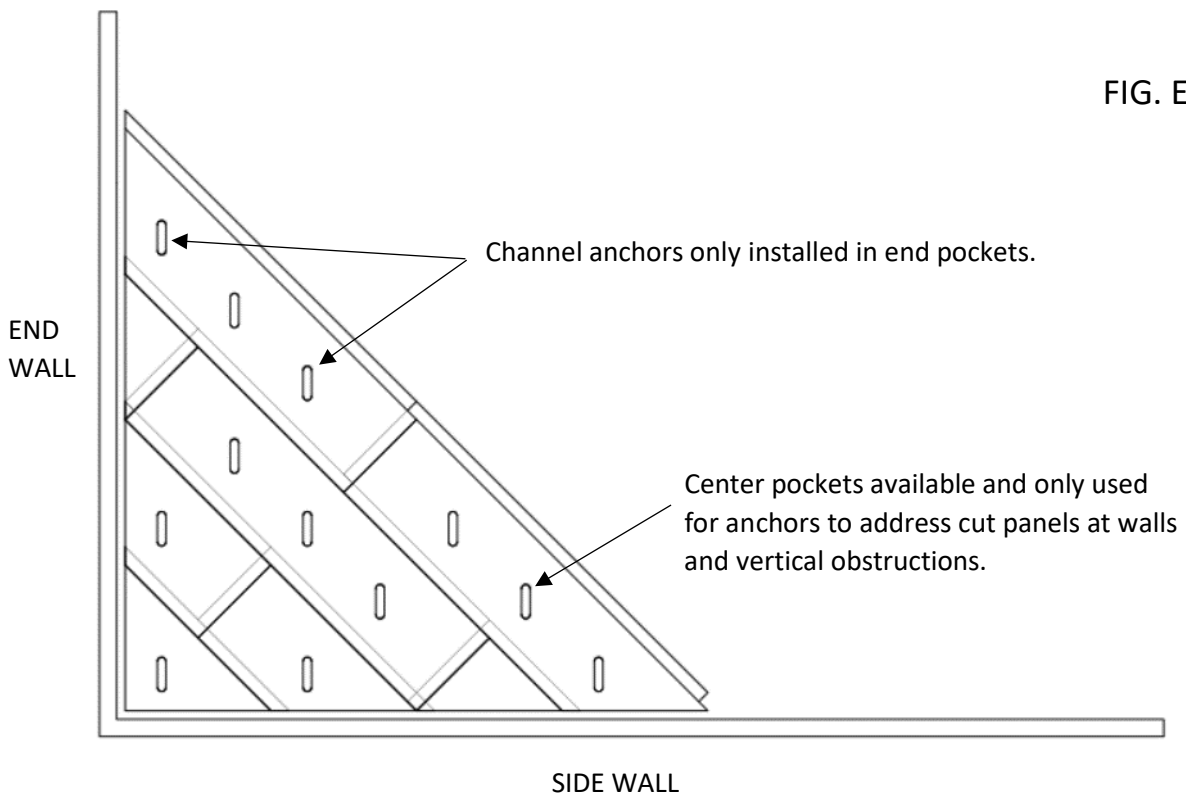 FIG. E
Channel anchors only installed in end pockets.
END
WALL
Center pockets available and only used
for anchors to address cut panels at walls
and vertical obstructions.
SIDE WALL